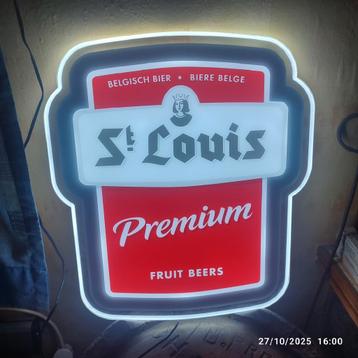 BELGISCH BIER • BIERE BELGE
St Louis
Premium
FRUIT BEERS
27/10/2025 16:00